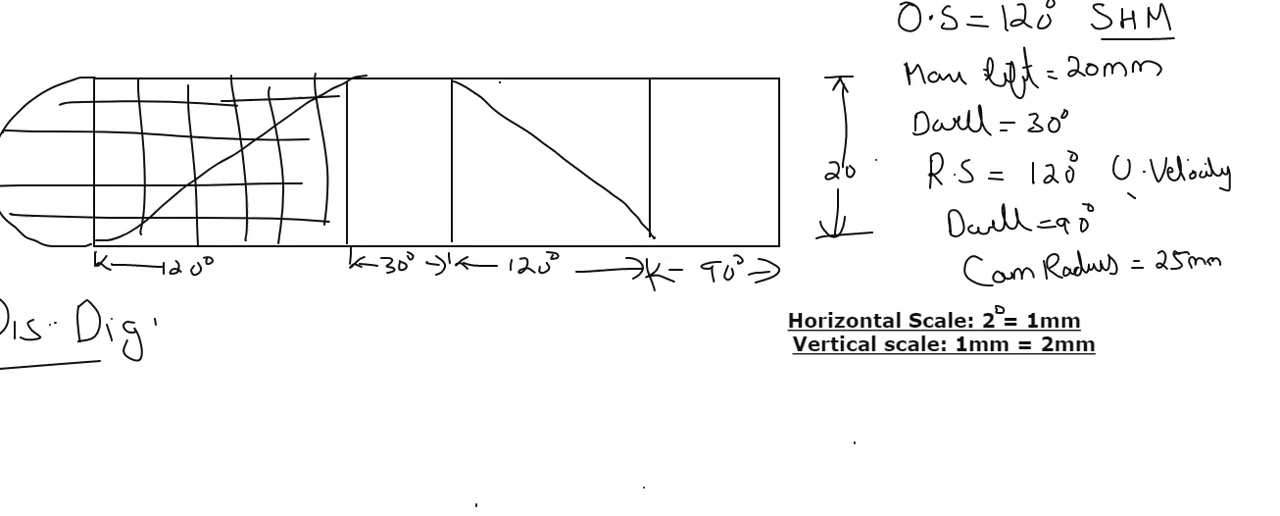 O.S = 120° SHM
Max lift = 20mm
Dwell = 30°
20
R.S = 120° U.Velocity
Dwell = 90°
Cam Radius = 25mm
120° 30° 120° 90°
Dis. Dig.
Horizontal Scale: 2° = 1mm
Vertical scale: 1mm = 2mm